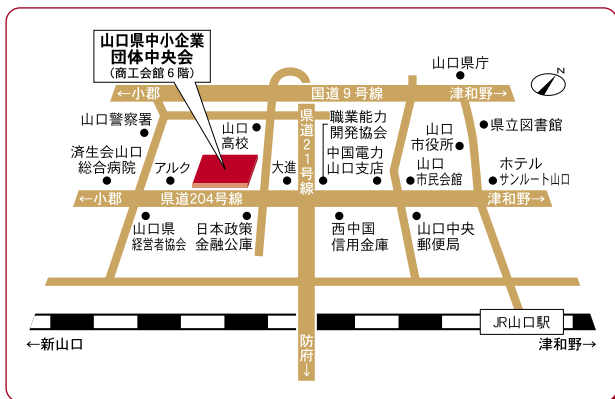 山口県中小企業
団体中央会
(商工会館6階)
山口県庁
N
←小郡
国道9号線
津和野→
山口警察署
山口
高校
県道21号線
職業能力
開発協会
山口
市役所
県立図書館
済生会山口
総合病院
アルク
大進
中国電力
山口支店
山口
市民会館
ホテル
サンルート山口
←小郡
県道204号線
津和野→
山口県
経営者協会
日本政策
金融公庫
西中国
信用金庫
山口中央
郵便局
JR山口駅
←新山口
防府→
津和野→